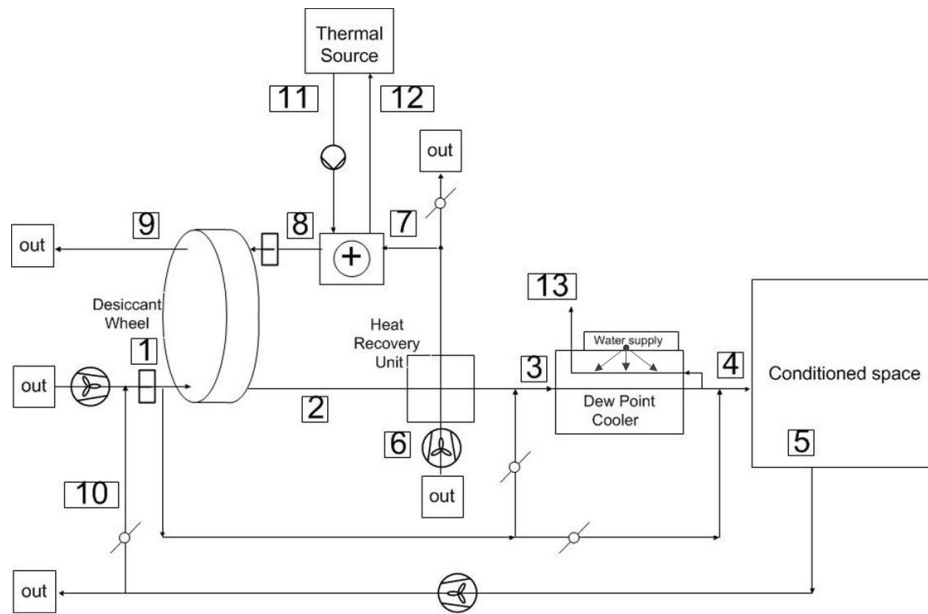 Thermal
Source
11
12
out
9
8
7
out
+
Desiccant
Wheel
Heat
Recovery
Unit
13
Water supply
1
3
4
Conditioned space
out
Dew Point
Cooler
2
6
5
out
10
out